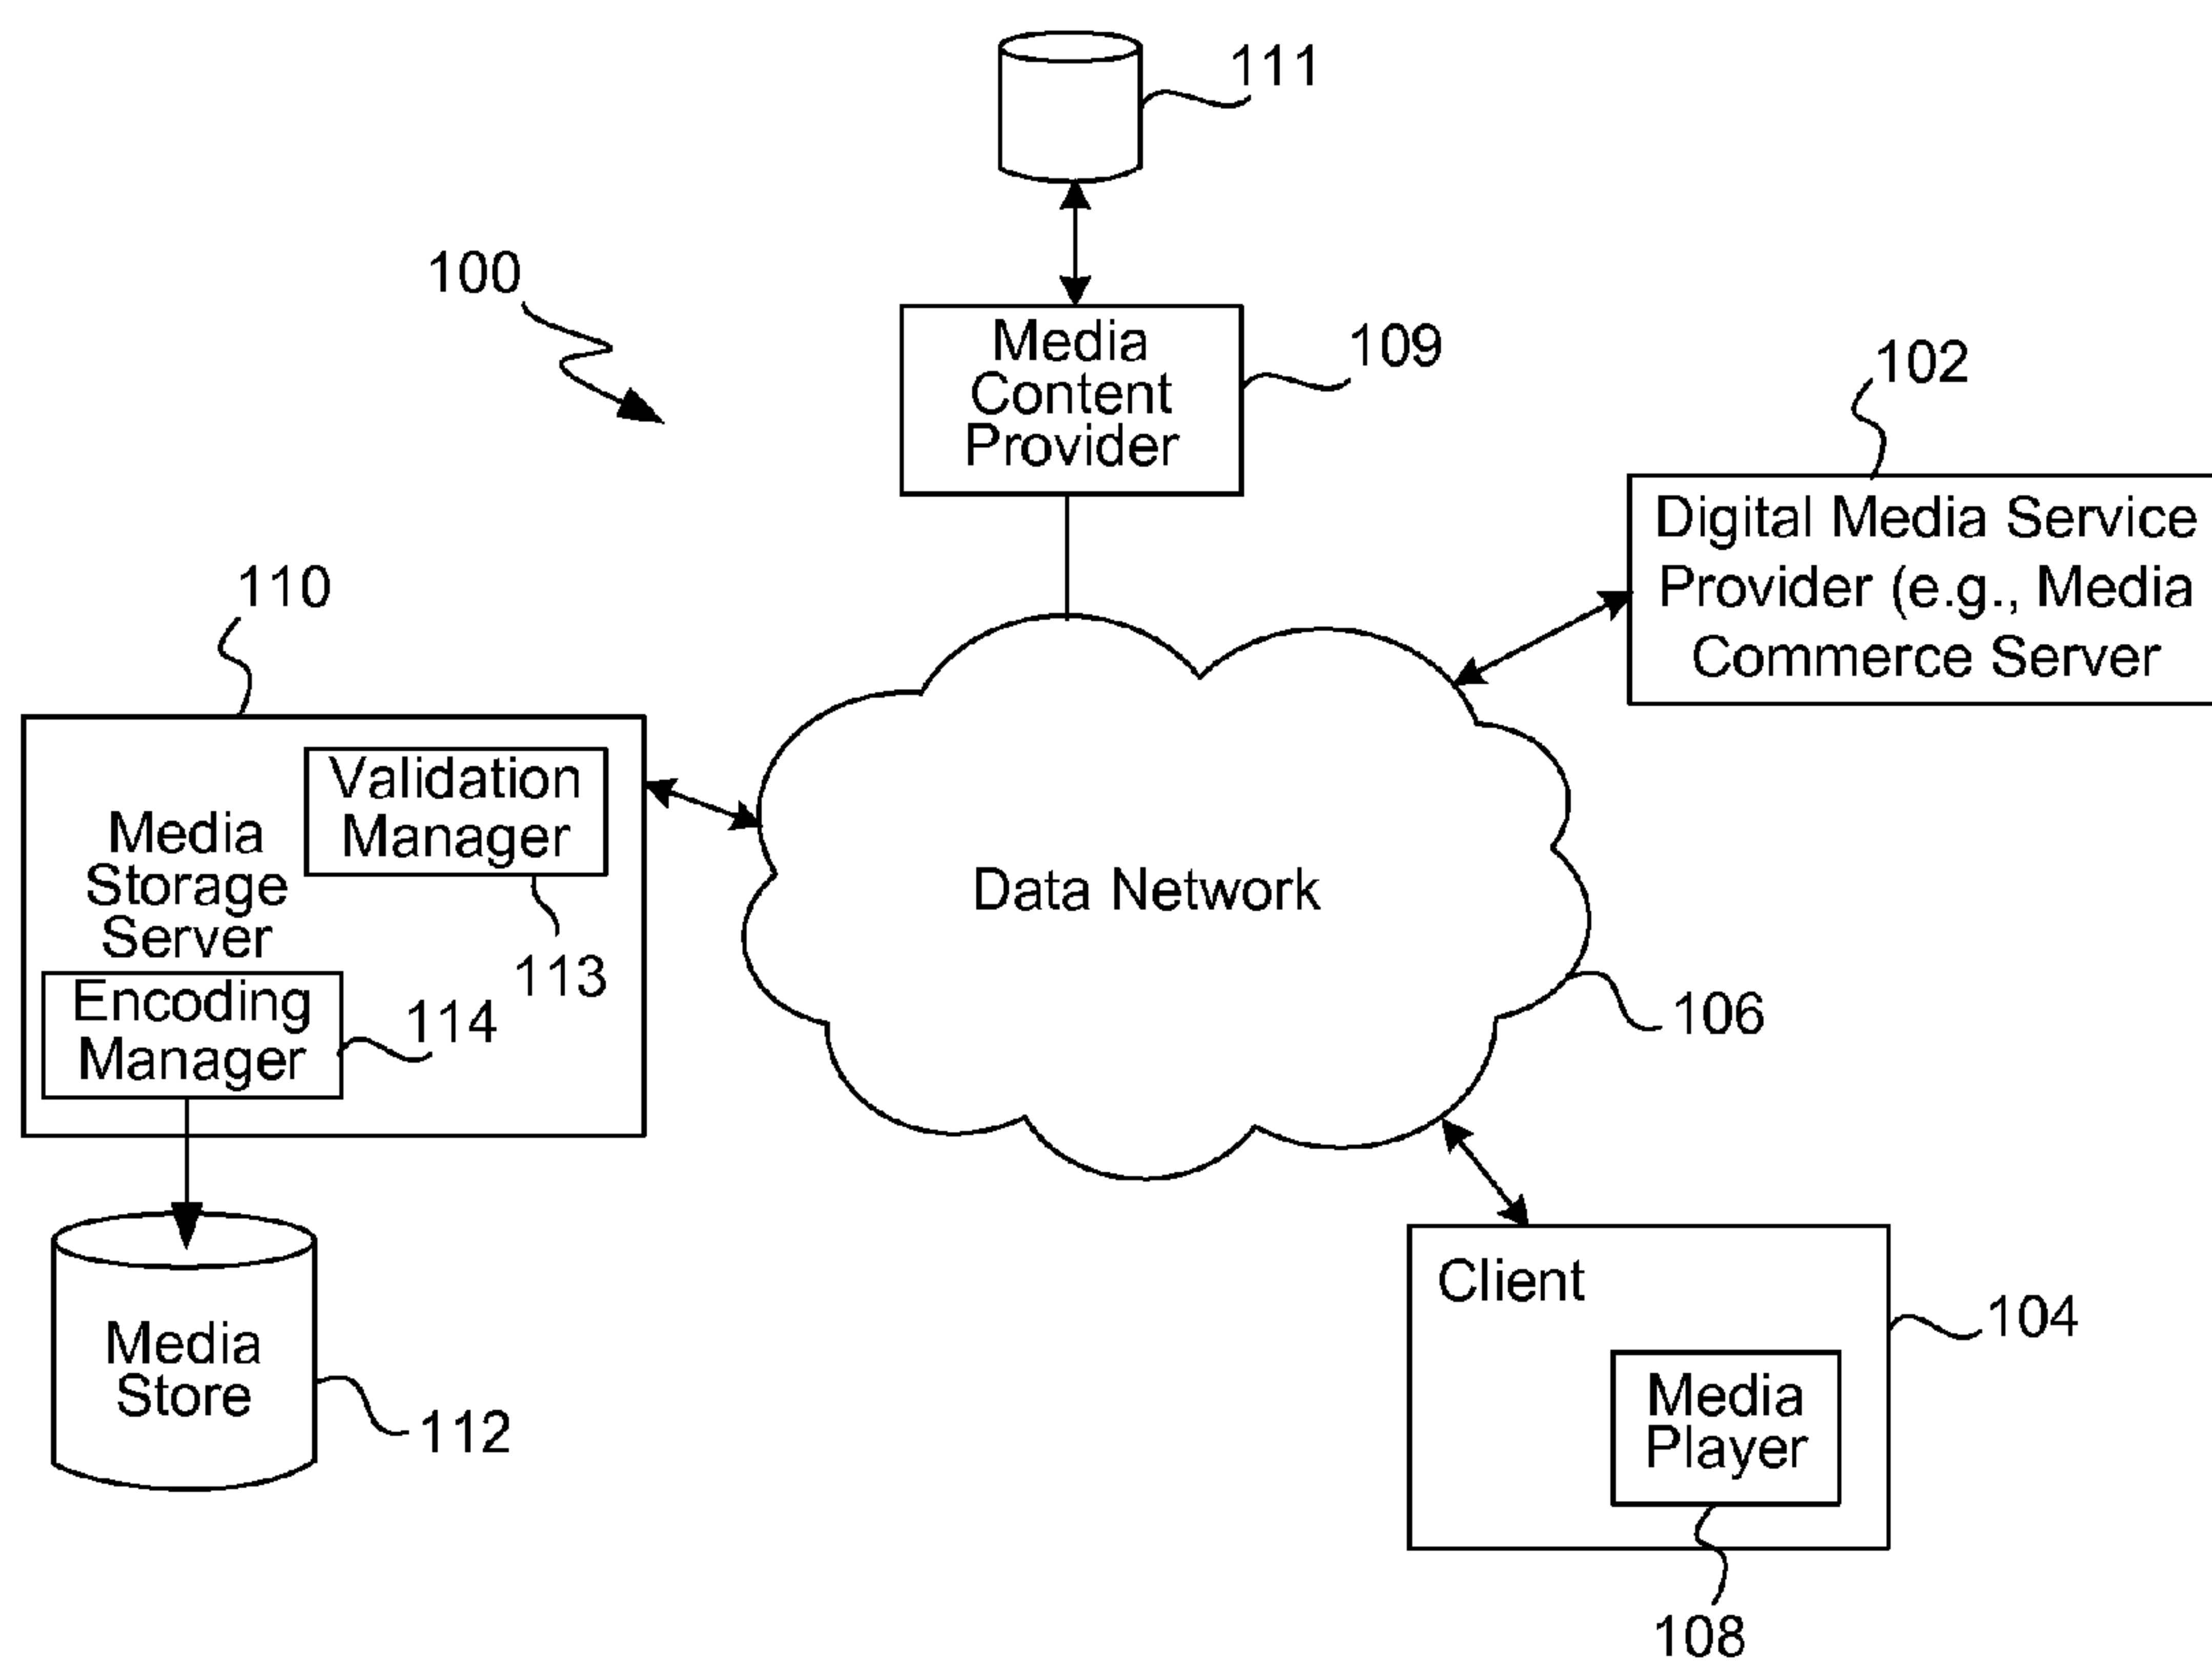 111
100
Media
Content
Provider
109
102
Digital Media Service
Provider (e.g., Media
Commerce Server
110
Validation
Manager
Media
Storage
Server
113
Encoding
Manager
114
Data Network
106
Media
Store
112
Client
104
Media
Player
108